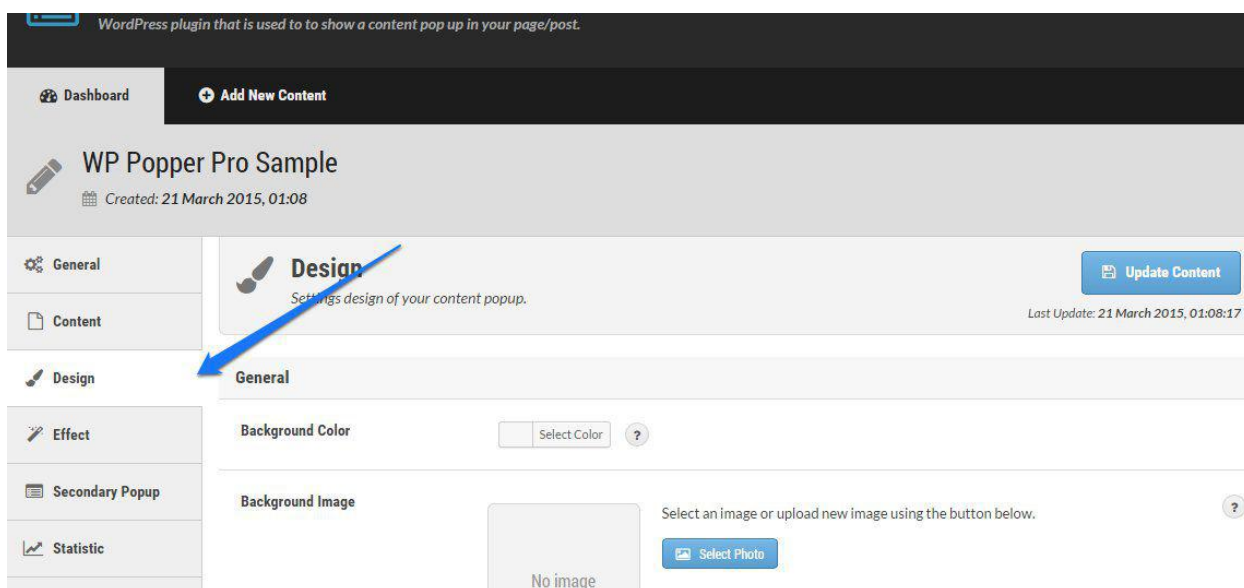 WordPress plugin that is used to to show a content pop up in your page/post.
Dashboard
Add New Content
WP Popper Pro Sample
Created: 21 March 2015, 01:08
General
Content
Design
Effect
Secondary Popup
Statistic
Design
Settings design of your content popup.
Update Content
Last Update: 21 March 2015, 01:08:17
General
Background Color
Select Color
?
Background Image
No image
Select an image or upload new image using the button below.
?
Select Photo